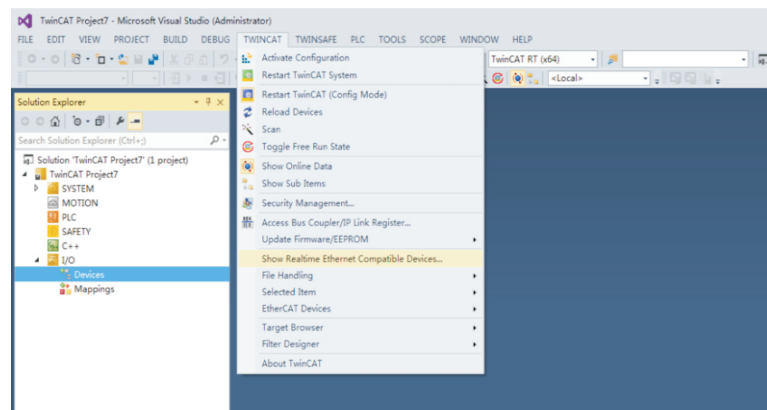 TwinCAT Project7 - Microsoft Visual Studio (Administrator)
FILE EDIT VIEW PROJECT BUILD DEBUG TWINCAT TWINSAFE PLC TOOLS SCOPE WINDOW HELP
Activate Configuration
TwinCAT RT (x64)
Restart TwinCAT System
<Local>
Restart TwinCAT (Config Mode)
Reload Devices
Scan
Toggle Free Run State
Show Online Data
Show Sub Items
Security Management...
Access Bus Coupler/IP Link Register...
Update Firmware/EEPROM
Show Realtime Ethernet Compatible Devices...
File Handling
Selected Item
EtherCAT Devices
Target Browser
Filter Designer
About TwinCAT
Solution Explorer
Search Solution Explorer (Ctrl+;)
Solution 'TwinCAT Project7' (1 project)
TwinCAT Project7
SYSTEM
MOTION
PLC
SAFETY
C++
I/O
Devices
Mappings